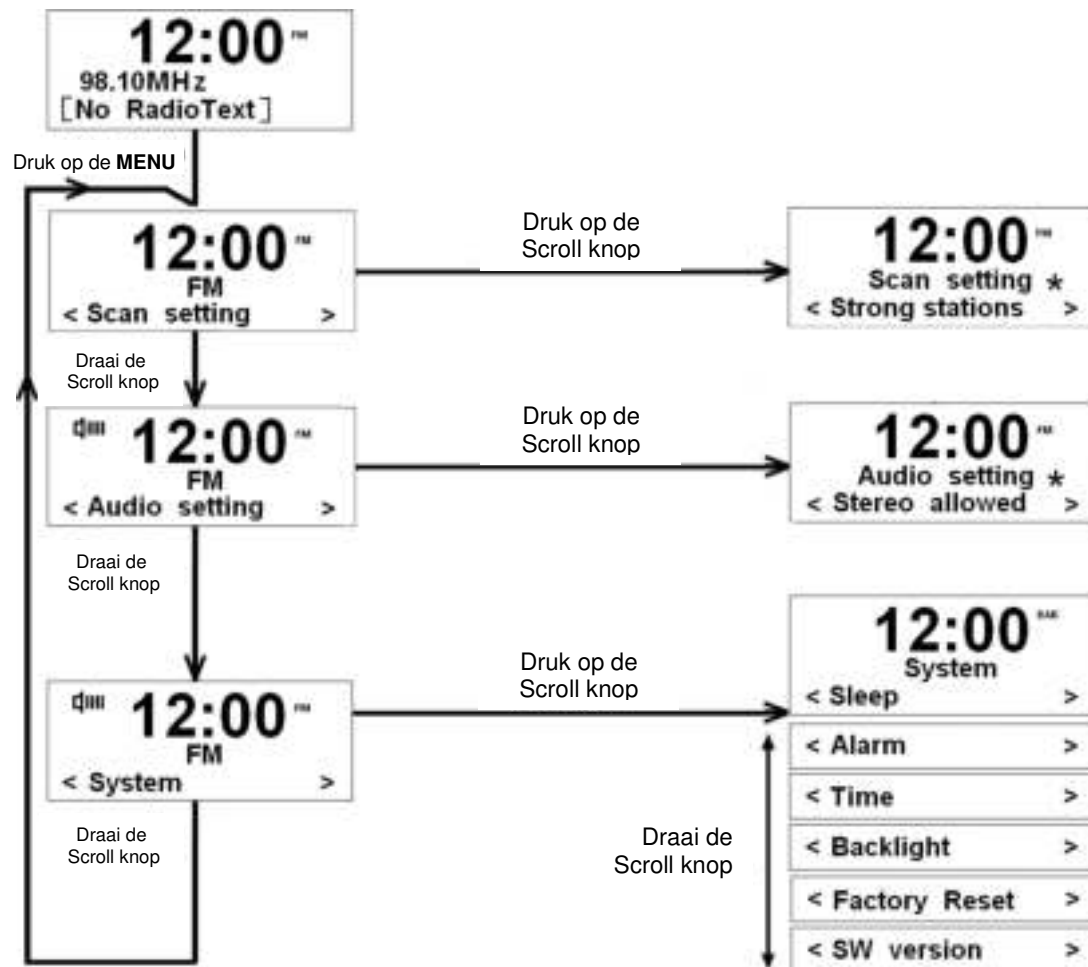 12:00 FM
98.10MHz
[No RadioText]
Druk op de MENU
12:00
FM
< Scan setting >
Druk op de
Scroll knop
12:00
Scan setting *
< Strong stations >
Draai de
Scroll knop
12:00
FM
< Audio setting >
Druk op de
Scroll knop
12:00
Audio setting *
< Stereo allowed >
Draai de
Scroll knop
12:00
FM
< System >
Druk op de
Scroll knop
12:00
System
< Sleep >
< Alarm >
< Time >
< Backlight >
< Factory Reset >
< SW version >
Draai de
Scroll knop
Draai de
Scroll knop